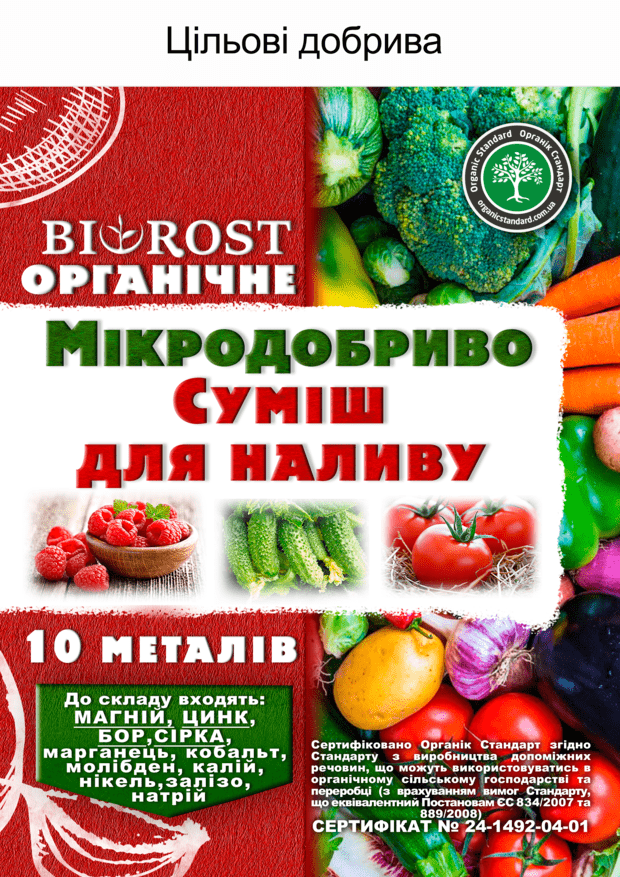 Цільові добрива
Organic Standard Органік Стандарт
organicstandard.com.ua
BIOROST
ОРГАНІЧНЕ
Мікродобриво
Суміш
для наливу
10 металів
До складу входять:
МАГНІЙ, ЦИНК,
БОР,СІРКА,
марганець, кобальт,
молібден, калій,
нікель,залізо,
натрій
Сертифіковано Органік Стандарт згідно
Стандарту з виробництва допоміжних
речовин, що можуть використовуватись в
органічному сільському господарстві та
переробці (з врахуванням вимог Стандарту,
що еквівалентний Постановам ЄС 834/2007 та
889/2008)
СЕРТИФІКАТ № 24-1492-04-01